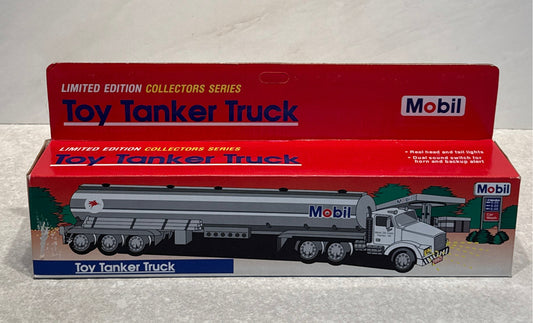 LIMITED EDITION COLLECTORS SERIES
Toy Tanker Truck
Mobil
LIMITED EDITION COLLECTORS SERIES
Toy Tanker Truck
• Real head and tail lights
• Dual sound switch for
horn and backup alert
Mobil
Mobil
Toy Tanker Truck